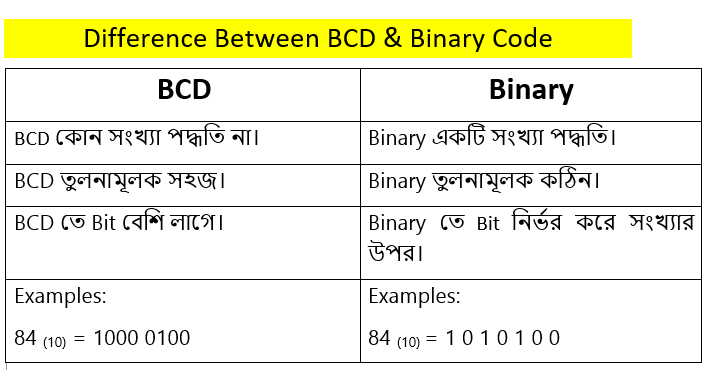 Difference Between BCD & Binary Code
BCD
Binary
BCD কোন সংখ্যা পদ্ধতি না।
Binary একটি সংখ্যা পদ্ধতি।
BCD তুলনামূলক সহজ।
Binary তুলনামূলক কঠিন।
BCD তে Bit বেশি লাগে।
Binary তে Bit নির্ভর করে সংখ্যার
উপর।
Examples:
84 (10) = 1000 0100
Examples:
84 (10) = 1 0 1 0 1 0 0